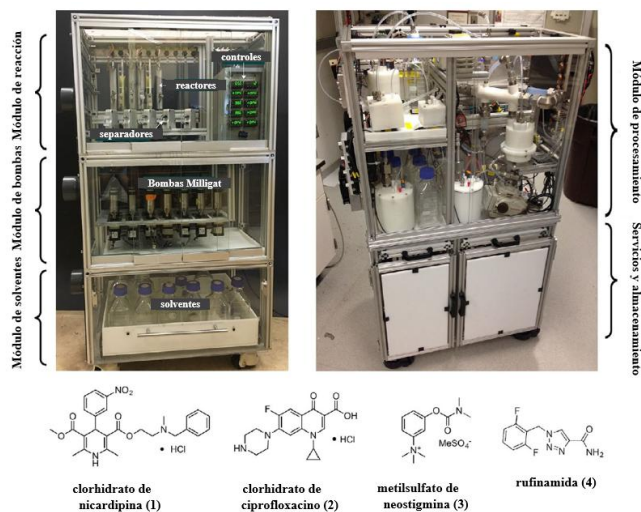 Módulo de reacción
Módulo de bombas
Módulo de solventes
controles
reactores
separadores
Bombas Milligat
solventes
Módulo de procesamiento
Servicios y almacenamiento
NO₂
O
O
O
O
N
N
H
• HCl
clorhidrato de
nicardipina (1)
O
O
F
OH
N
N
HN
• HCl
clorhidrato de
ciprofloxacino (2)
O
N
O
N⁺
MeSO₄⁻
metilsulfato de
neostigmina (3)
F
N
N
N
O
F
NH₂
rufinamida (4)